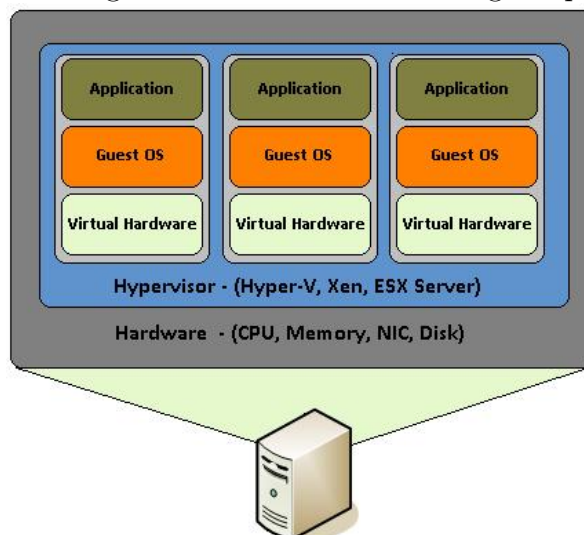 Application Application Application
Guest OS Guest OS Guest OS
Virtual Hardware Virtual Hardware Virtual Hardware
Hypervisor - (Hyper-V, Xen, ESX Server)
Hardware - (CPU, Memory, NIC, Disk)